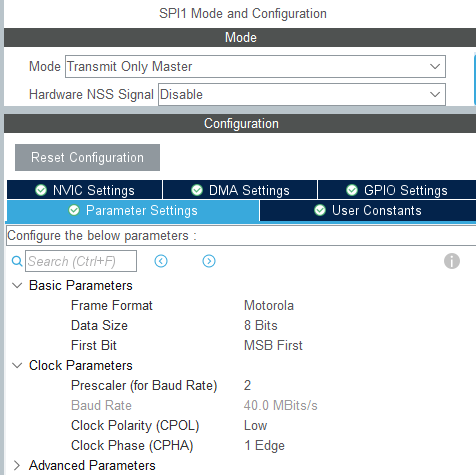 SPI1 Mode and Configuration
Mode
Mode Transmit Only Master
Hardware NSS Signal Disable
Configuration
Reset Configuration
NVIC Settings DMA Settings GPIO Settings
Parameter Settings User Constants
Configure the below parameters :
Search (Ctrl+F)
Basic Parameters
Frame Format Motorola
Data Size 8 Bits
First Bit MSB First
Clock Parameters
Prescaler (for Baud Rate) 2
Baud Rate 40.0 MBits/s
Clock Polarity (CPOL) Low
Clock Phase (CPHA) 1 Edge
Advanced Parameters